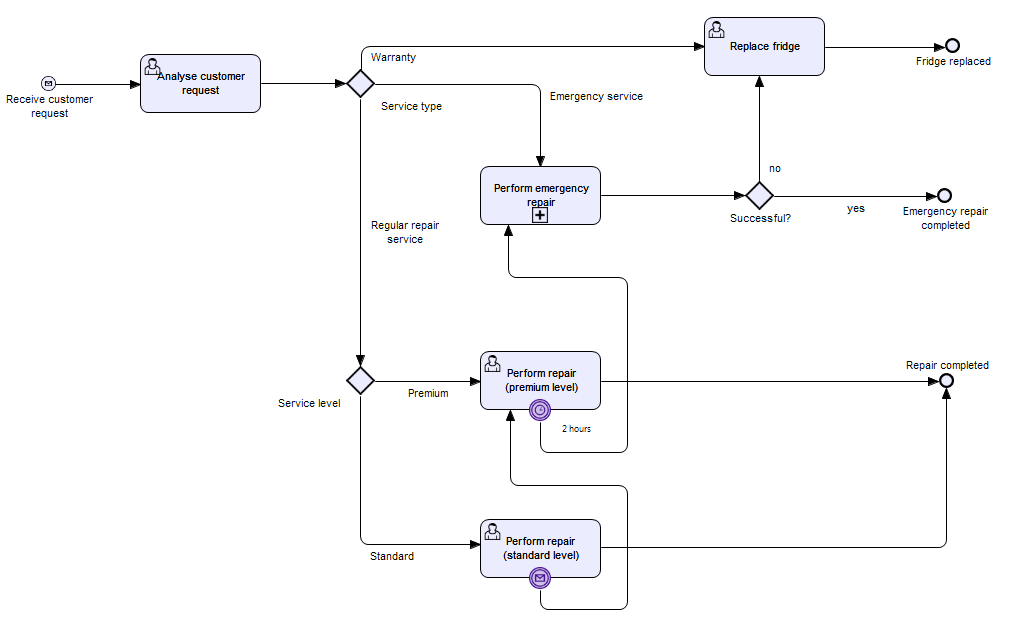 Replace fridge
Fridge replaced
Warranty
Analyse customer
request
Receive customer
request
Service type
Emergency service
no
Perform emergency
repair
Successful?
yes
Emergency repair
completed
Regular repair
service
Repair completed
Perform repair
(premium level)
Premium
Service level
2 hours
Perform repair
(standard level)
Standard